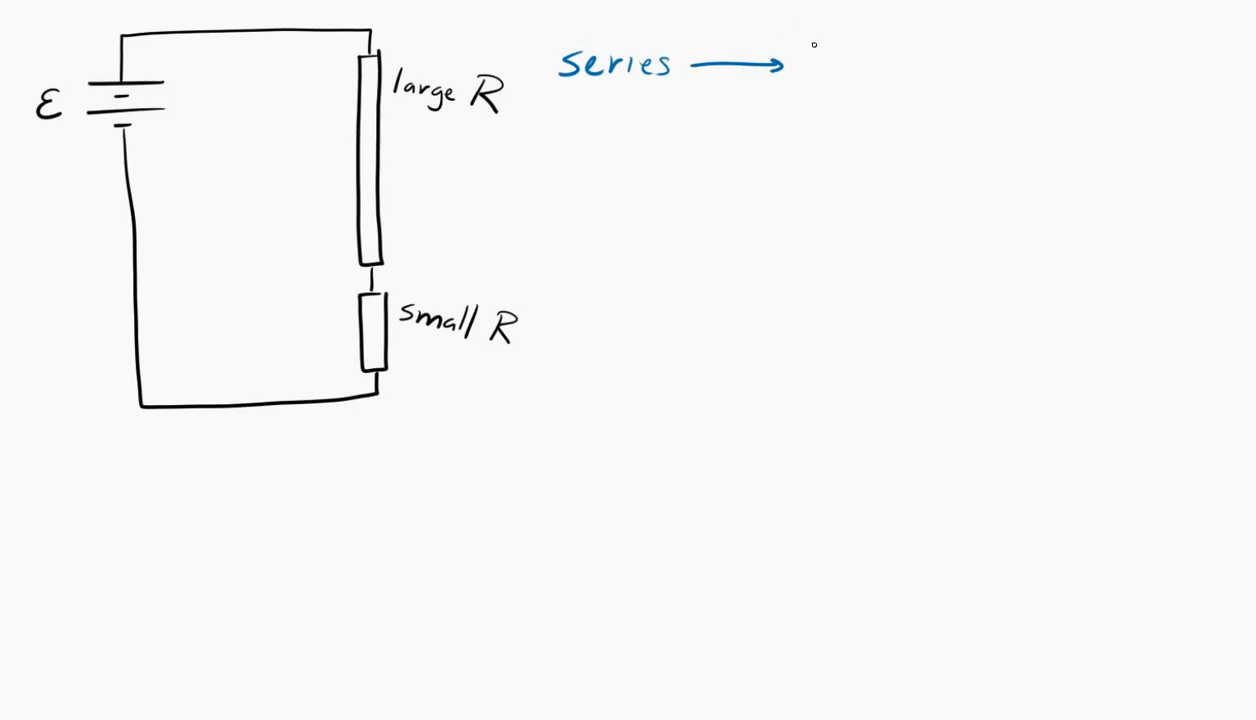 series →
ε
large R
small R